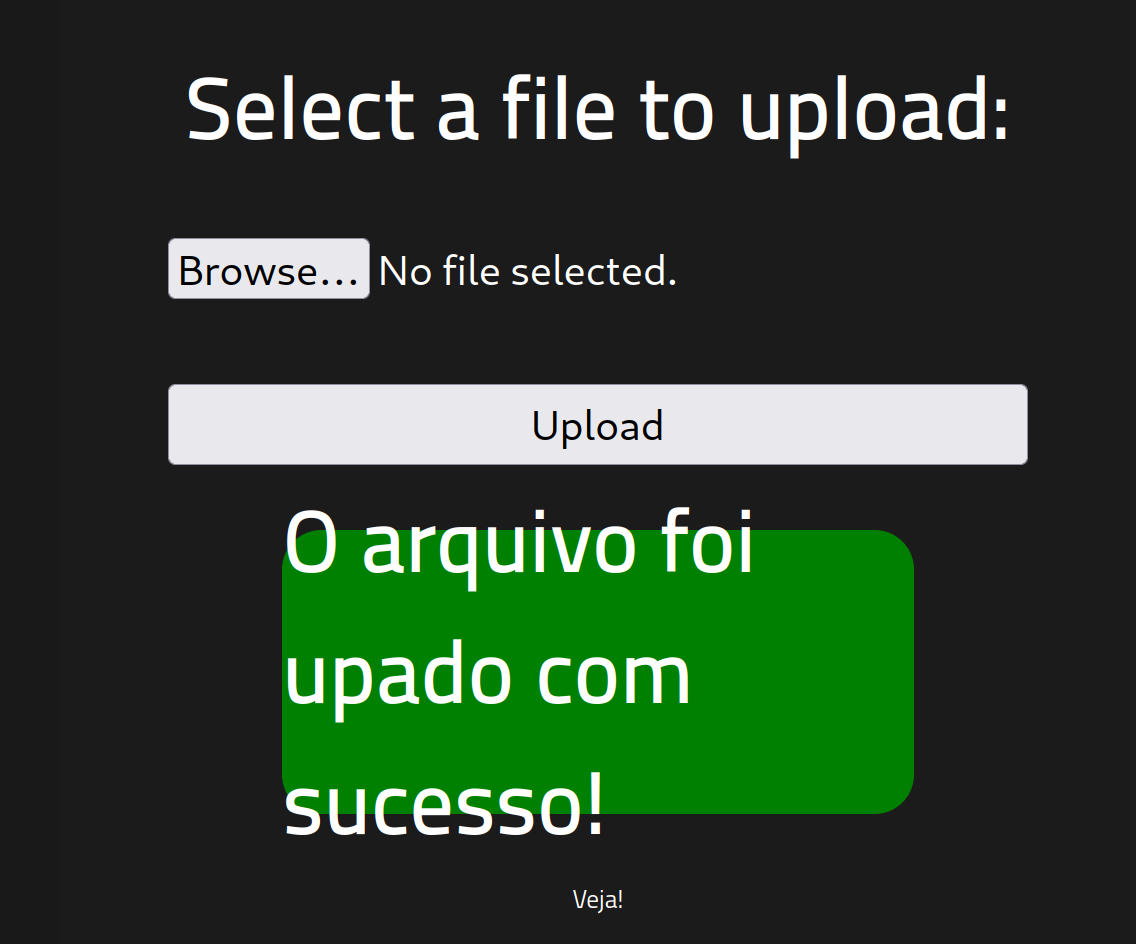 Select a file to upload:
Browse... No file selected.
Upload
O arquivo foi
upado com
sucesso!
Veja!